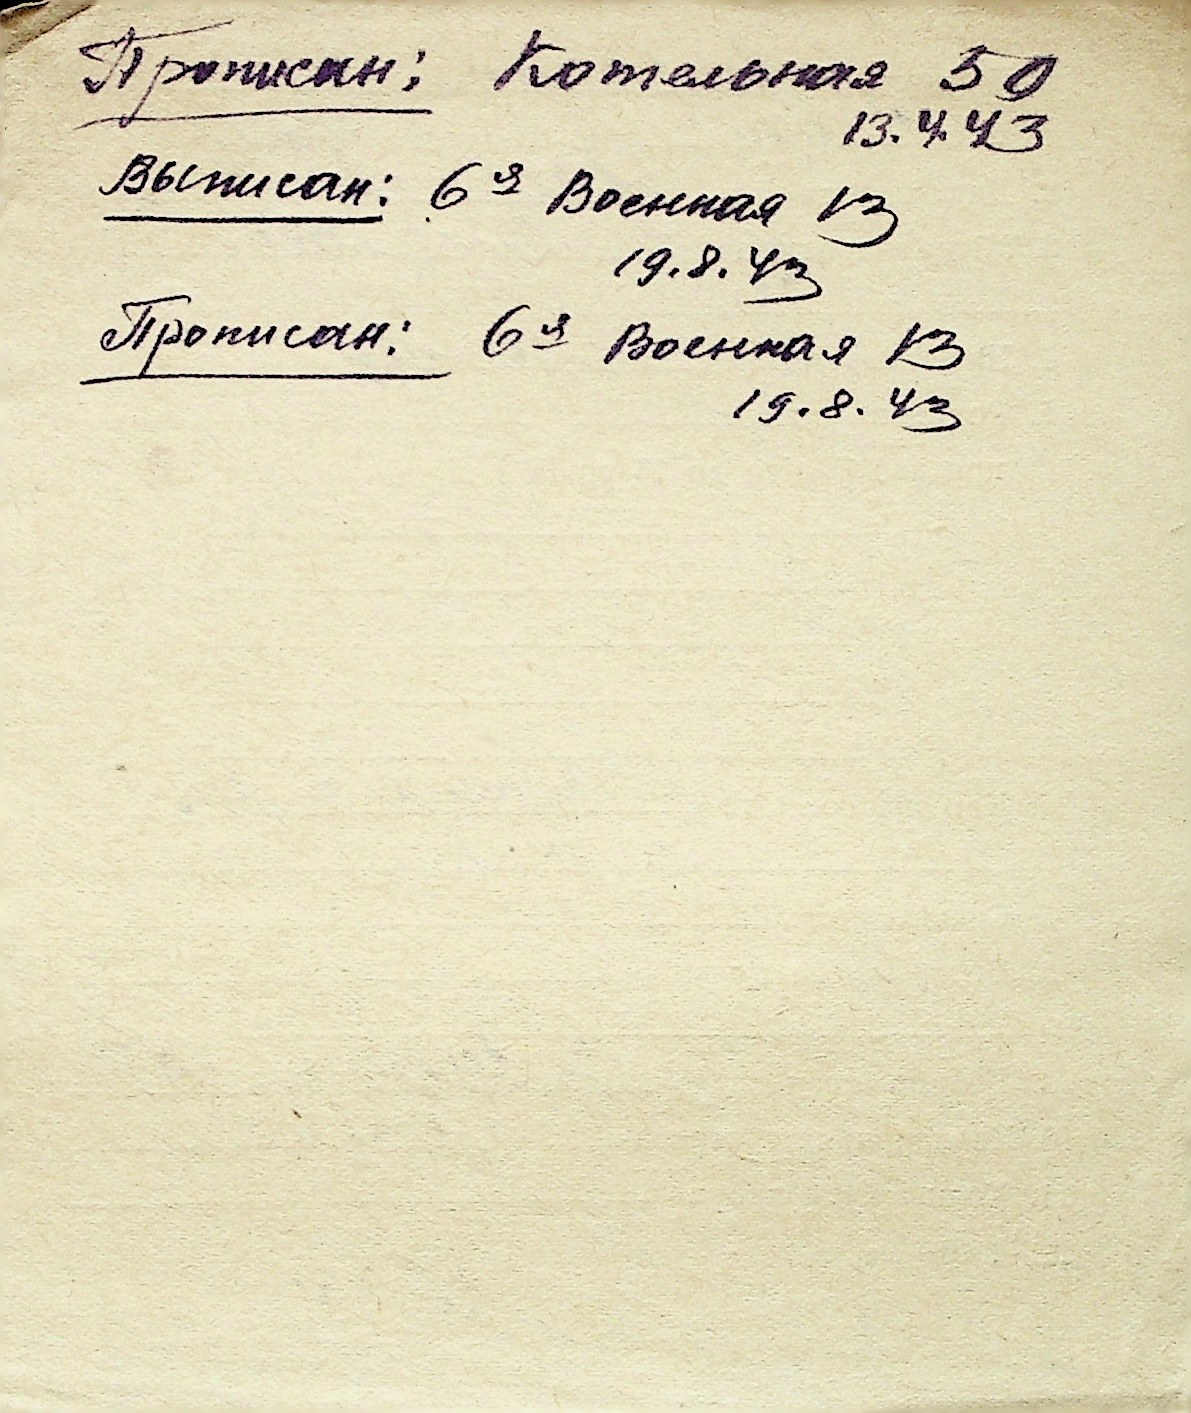 Прописан: Котельная 50
13.4.43
Выписан: 6я Военная 13
19.8.43
Прописан: 6я Военная 13
19.8.43